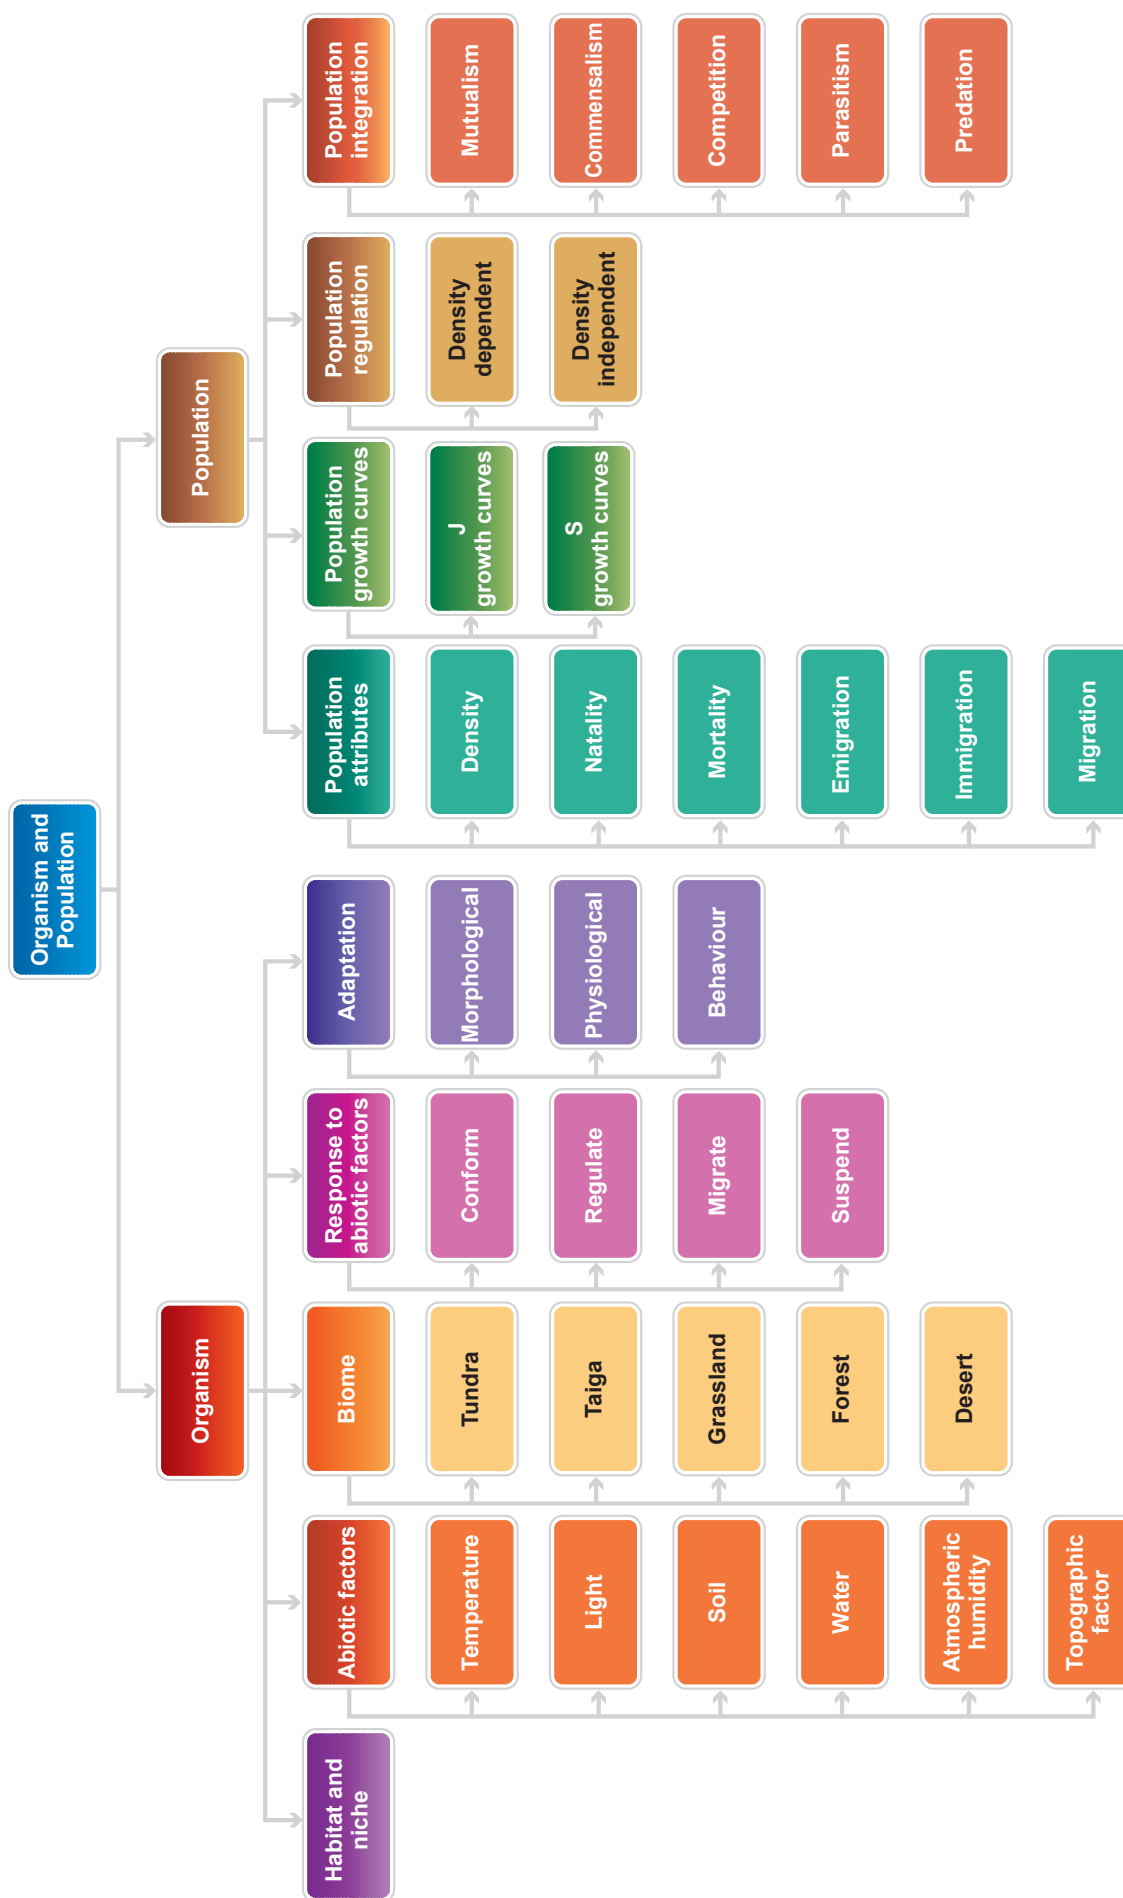 Organism and
Population
Organism
Population
Habitat and
niche
Abiotic factors
Temperature
Light
Soil
Water
Atmospheric
humidity
Topographic
factor
Biome
Tundra
Taiga
Grassland
Forest
Desert
Response to
abiotic factors
Conform
Regulate
Migrate
Suspend
Adaptation
Morphological
Physiological
Behaviour
Population
attributes
Density
Natality
Mortality
Emigration
Immigration
Migration
Population
growth curves
J
growth curves
S
growth curves
Population
regulation
Density
dependent
Density
independent
Population
integration
Mutualism
Commensalism
Competition
Parasitism
Predation